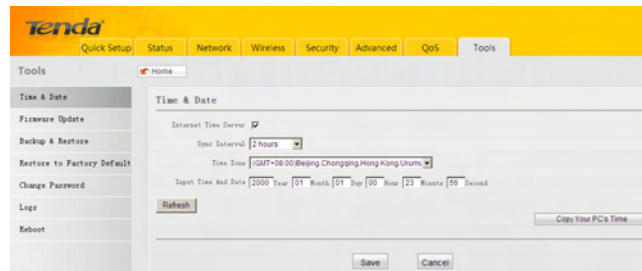 Tenda
Quick Setup Status Network Wireless Security Advanced QoS Tools
Tools Home
Time & Date
Firmware Update
Backup & Restore
Restore to Factory Default
Change Password
Logs
Reboot
Time & Date
Internet Time Server
Sync Interval 2 hours
Time Zone (GMT+08:00)Beijing,Chongqing,Hong Kong,Urumc
Input Time And Date 2000 Year 01 Month 01 Day 00 Hour 23 Minute 56 Second
Refresh
Copy Your PC's Time
Save Cancel